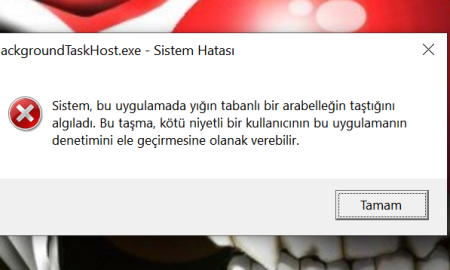 ackgroundTaskHost.exe - Sistem Hatası
Sistem, bu uygulamada yığın tabanlı bir arabelleğin taştığını
algıladı. Bu taşma, kötü niyetli bir kullanıcının bu uygulamanın
denetimini ele geçirmesine olanak verebilir.
Tamam